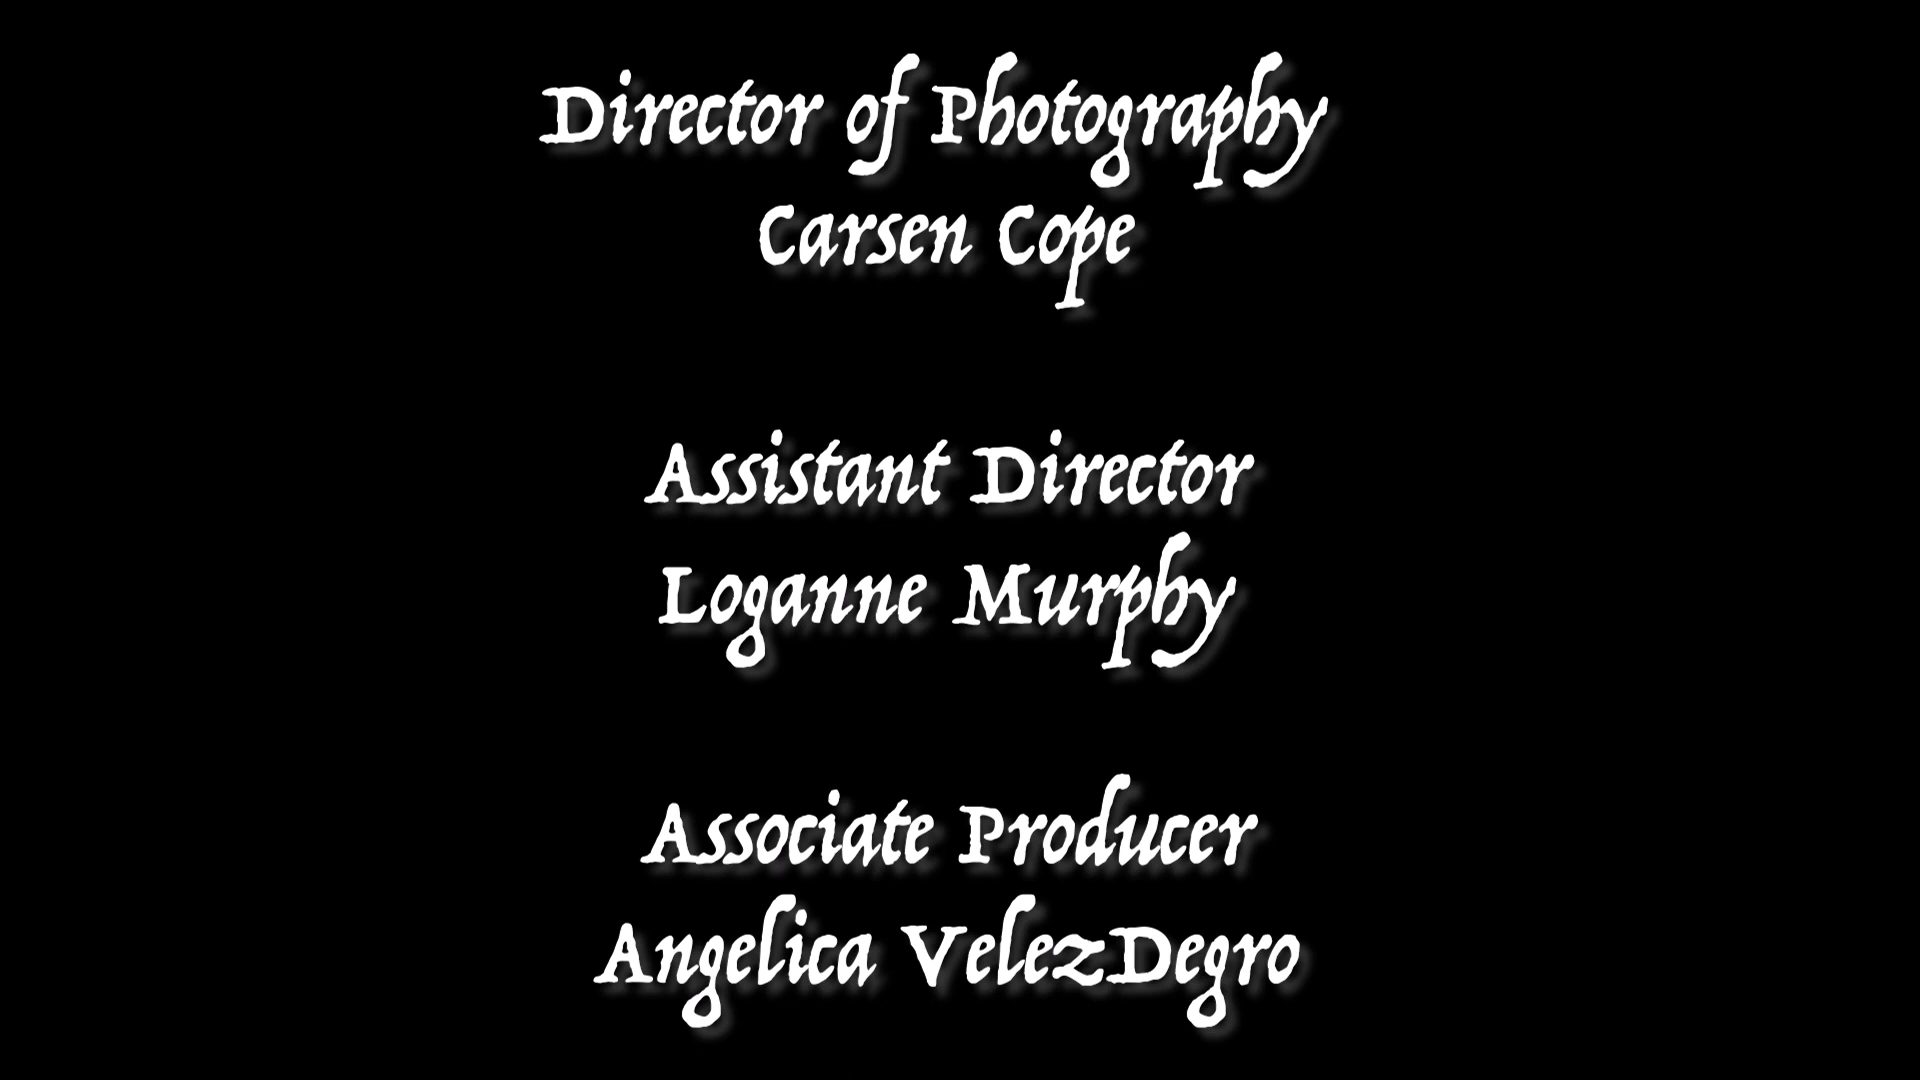 Director of Photography
Carsen Cope
Assistant Director
Loganne Murphy
Associate Producer
Angelica VelezDegro